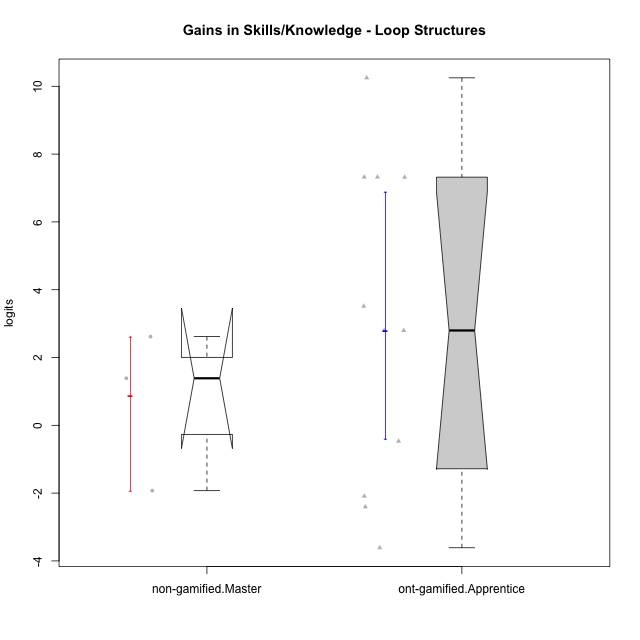 Gains in Skills/Knowledge - Loop Structures
logits
10
8
6
4
2
0
-2
-4
non-gamified.Master
ont-gamified.Apprentice